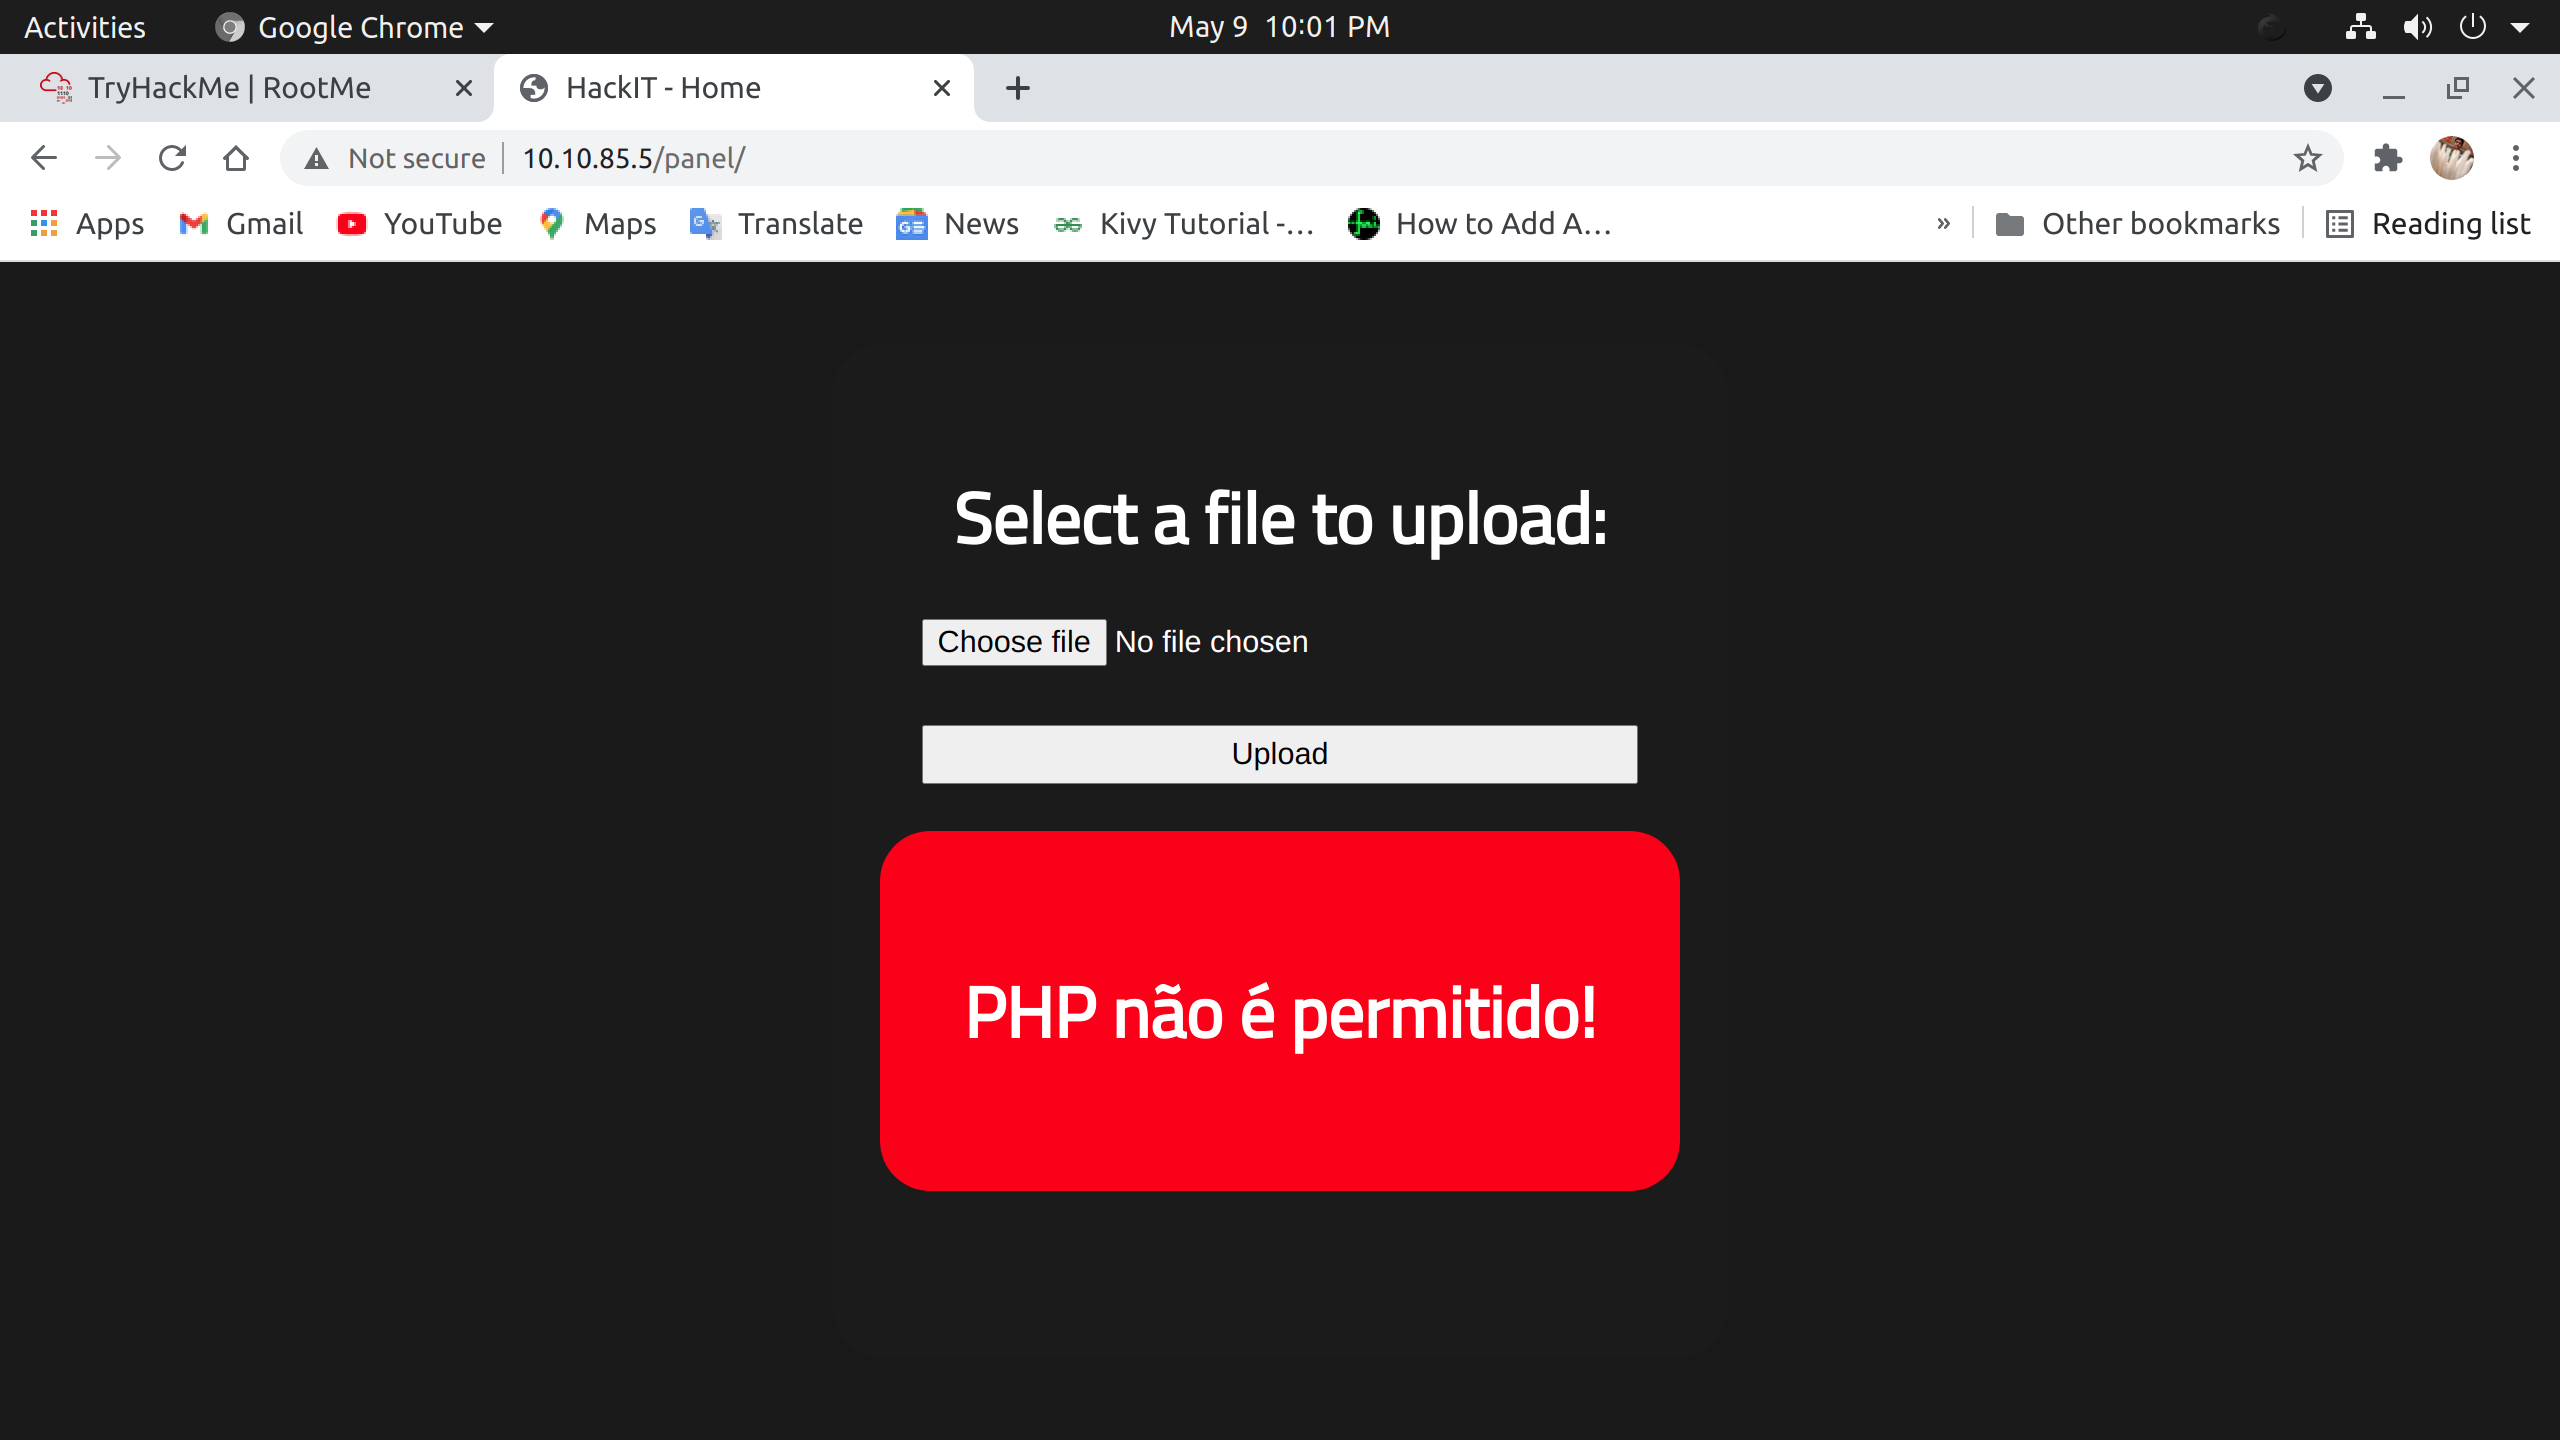 Activities Google Chrome May 9 10:01 PM
TryHackMe | RootMe HackIT - Home
Not secure 10.10.85.5/panel/
Apps Gmail YouTube Maps Translate News Kivy Tutorial -... How to Add A... » Other bookmarks Reading list
Select a file to upload:
Choose file No file chosen
Upload
PHP não é permitido!